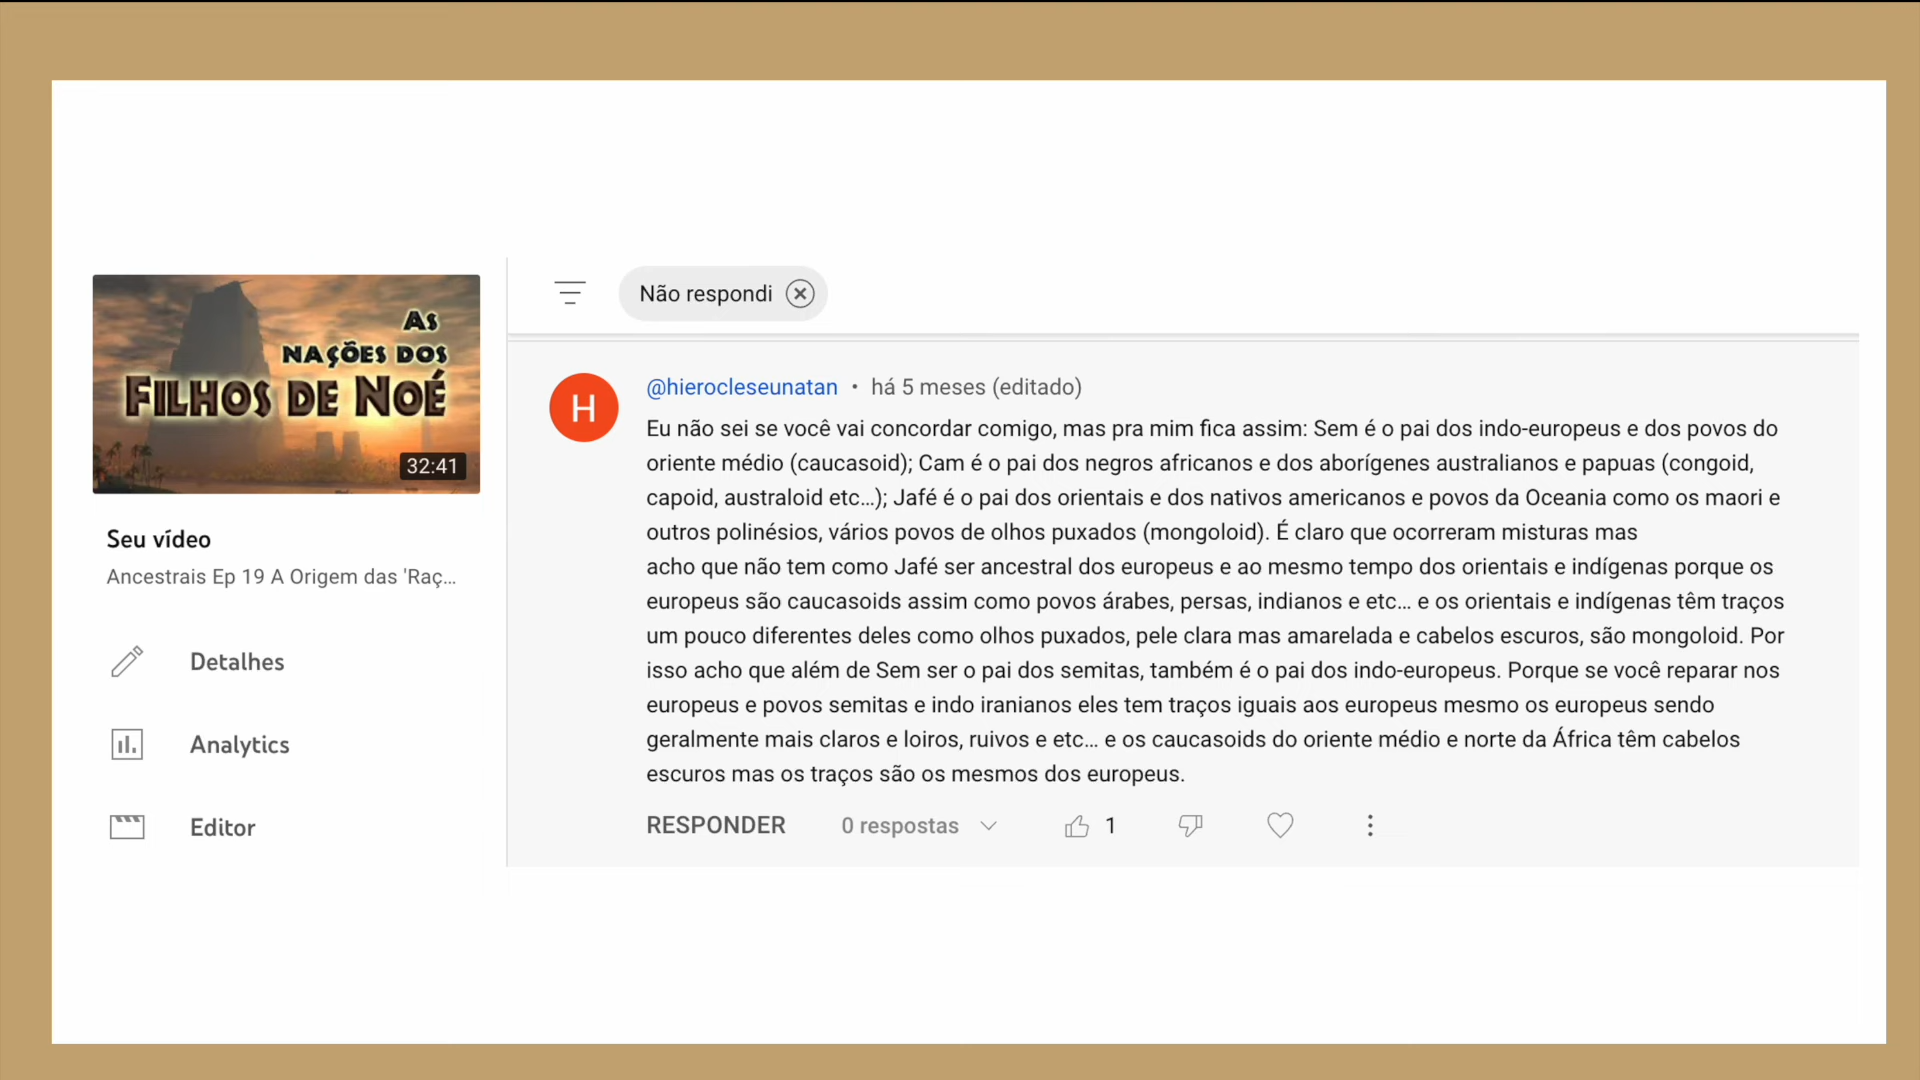 As
Nações dos
Filhos de Noé
32:41
Seu vídeo
Ancestrais Ep 19 A Origem das 'Raç...
Detalhes
Analytics
Editor
Não respondi
H
@hierocleseunatan • há 5 meses (editado)
Eu não sei se você vai concordar comigo, mas pra mim fica assim: Sem é o pai dos indo-europeus e dos povos do
oriente médio (caucasoid); Cam é o pai dos negros africanos e dos aborígenes australianos e papuas (congoid,
capoid, australoid etc...); Jafé é o pai dos orientais e dos nativos americanos e povos da Oceania como os maori e
outros polinésios, vários povos de olhos puxados (mongoloid). É claro que ocorreram misturas mas
acho que não tem como Jafé ser ancestral dos europeus e ao mesmo tempo dos orientais e indígenas porque os
europeus são caucasoids assim como povos árabes, persas, indianos e etc... e os orientais e indígenas têm traços
um pouco diferentes deles como olhos puxados, pele clara mas amarelada e cabelos escuros, são mongoloid. Por
isso acho que além de Sem ser o pai dos semitas, também é o pai dos indo-europeus. Porque se você reparar nos
europeus e povos semitas e indo iranianos eles tem traços iguais aos europeus mesmo os europeus sendo
geralmente mais claros e loiros, ruivos e etc... e os caucasoids do oriente médio e norte da África têm cabelos
escuros mas os traços são os mesmos dos europeus.
RESPONDER 0 respostas 1